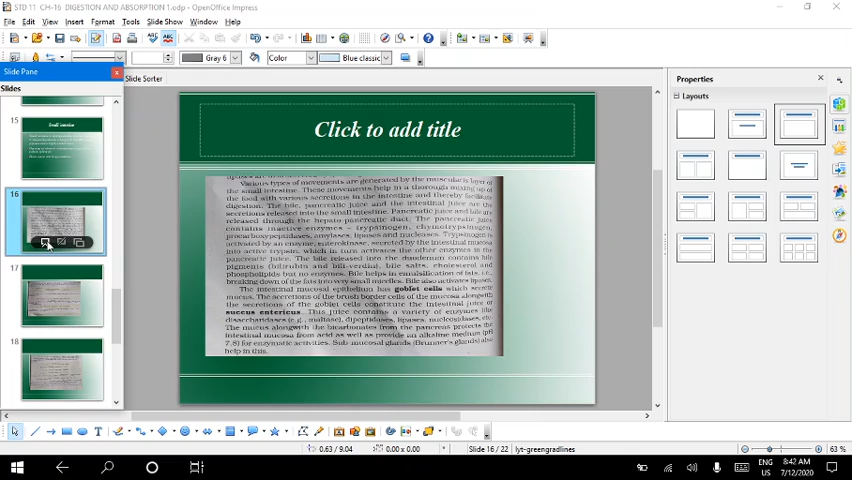 STD 11 CH-16 DIGESTION AND ABSORPTION 1.odp - OpenOffice Impress
File Edit View Insert Format Tools Slide Show Window Help
Gray 6 Color Blue classic
Slide Pane
Slide Sorter
Slides
15
Small intestine
16
17
18
Click to add title
Various types of movements are generated by the muscularis layer of
the small intestine. These movements help in a thorough mixing up of
the food with various secretions in the intestine and thereby facilitate
digestion. The bile, pancreatic juice and the intestinal juice are the
secretions released into the small intestine. Pancreatic juice and bile are
released through the hepato pancreatic duct. The pancreatic juice
contains inactive enzymes – trypsinogen, chymotrypsinogen,
procarboxypeptidases, amylases, lipases and nucleases. Trypsinogen is
activated by an enzyme, enterokinase, secreted by the intestinal mucosa
into active trypsin, which in turn activates the other enzymes in the
pancreatic juice. The bile released into the duodenum contains bile
pigments (bilirubin and bili-verdin), bile salts, cholesterol and
phospholipids but no enzymes. Bile helps in emulsification of fats, i.e.,
breaking down of the fats into very small micelles. Bile also activates lipases.
The intestinal mucosal epithelium has goblet cells which secrete
mucus. The secretions of the brush border cells of the mucosa alongwith
the secretions of the goblet cells constitute the intestinal juice or
succus entericus. This juice contains a variety of enzymes like
disaccharidases (e.g., maltase), dipeptidases, lipases, nucleosidases, etc.
The mucus alongwith the bicarbonates from the pancreas protects the
intestinal mucosa from acid as well as provide an alkaline medium (pH
7.8) for enzymatic activities. Sub-mucosal glands (Brunner's glands) also
help in this.
Properties
Layouts
0.63 / 9.04 0.00 x 0.00 Slide 16 / 22 lyt-greengradlines 63 %
ENG
US
8:42 AM
7/12/2020